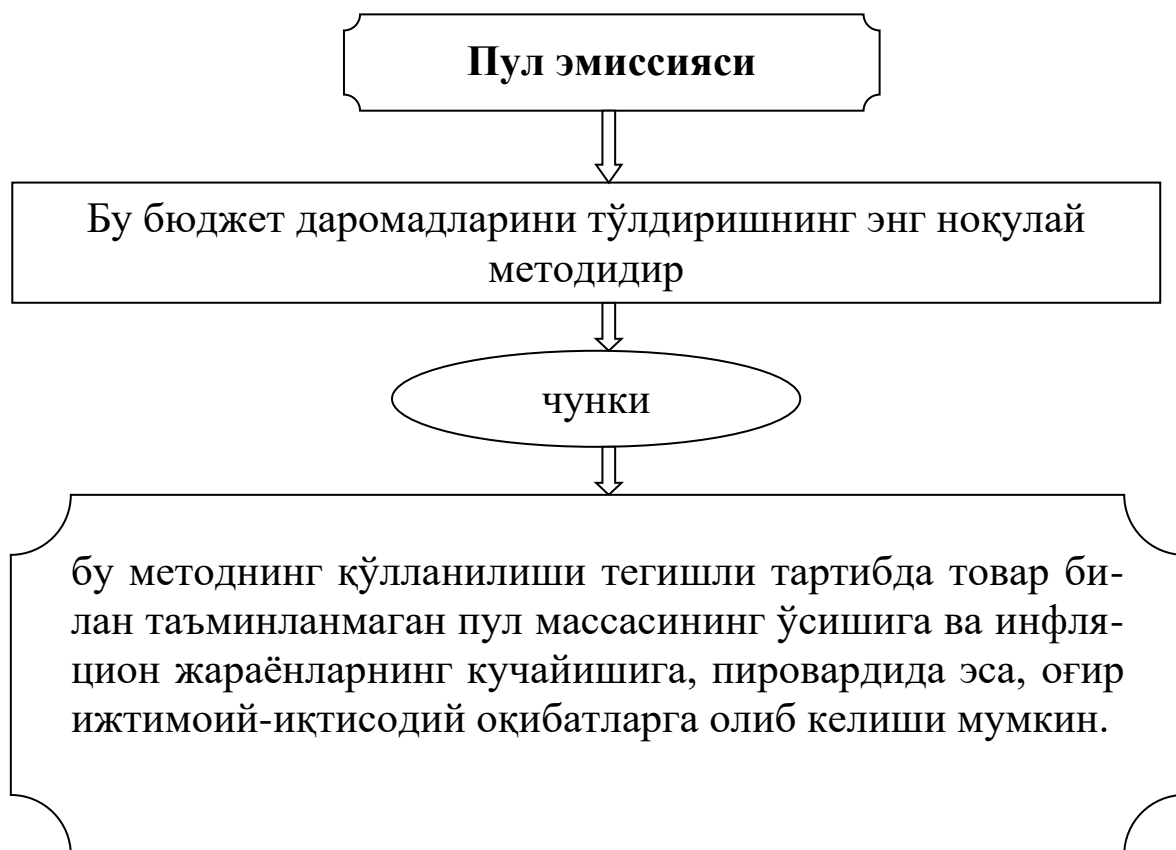 Пул эмиссияси
Бу бюджет даромадларини тўлдиришнинг энг ноқулай
методидир
чунки
бу методнинг қўлланилиши тегишли тартибда товар би-
лан таъминланмаган пул массасининг ўсишига ва инфля-
цион жараёнларнинг кучайишига, пировардида эса, оғир
ижтимоий-иқтисодий оқибатларга олиб келиши мумкин.